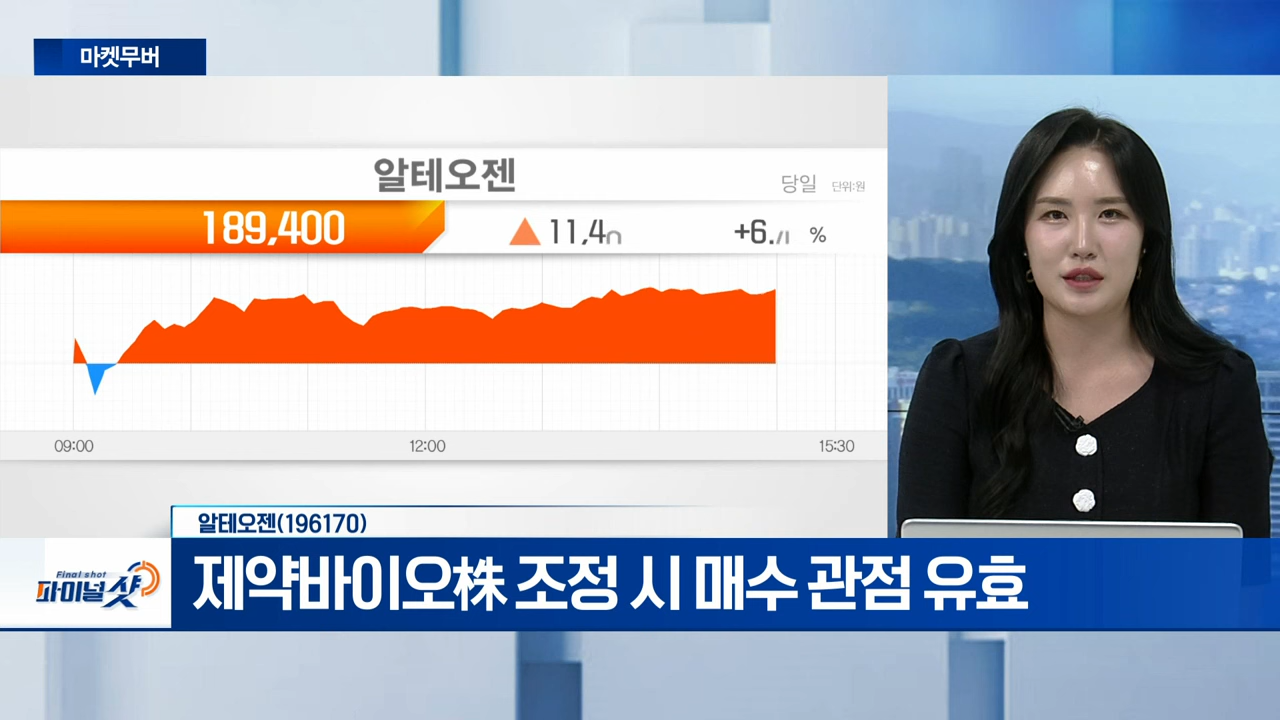 마켓무버
알테오젠
당일 단위:원
189,400 ▲ %
09:00 12:00 15:30
알테오젠(196170)
Final shot
파이널샷
제약바이오株 조정 시 매수 관점 유효